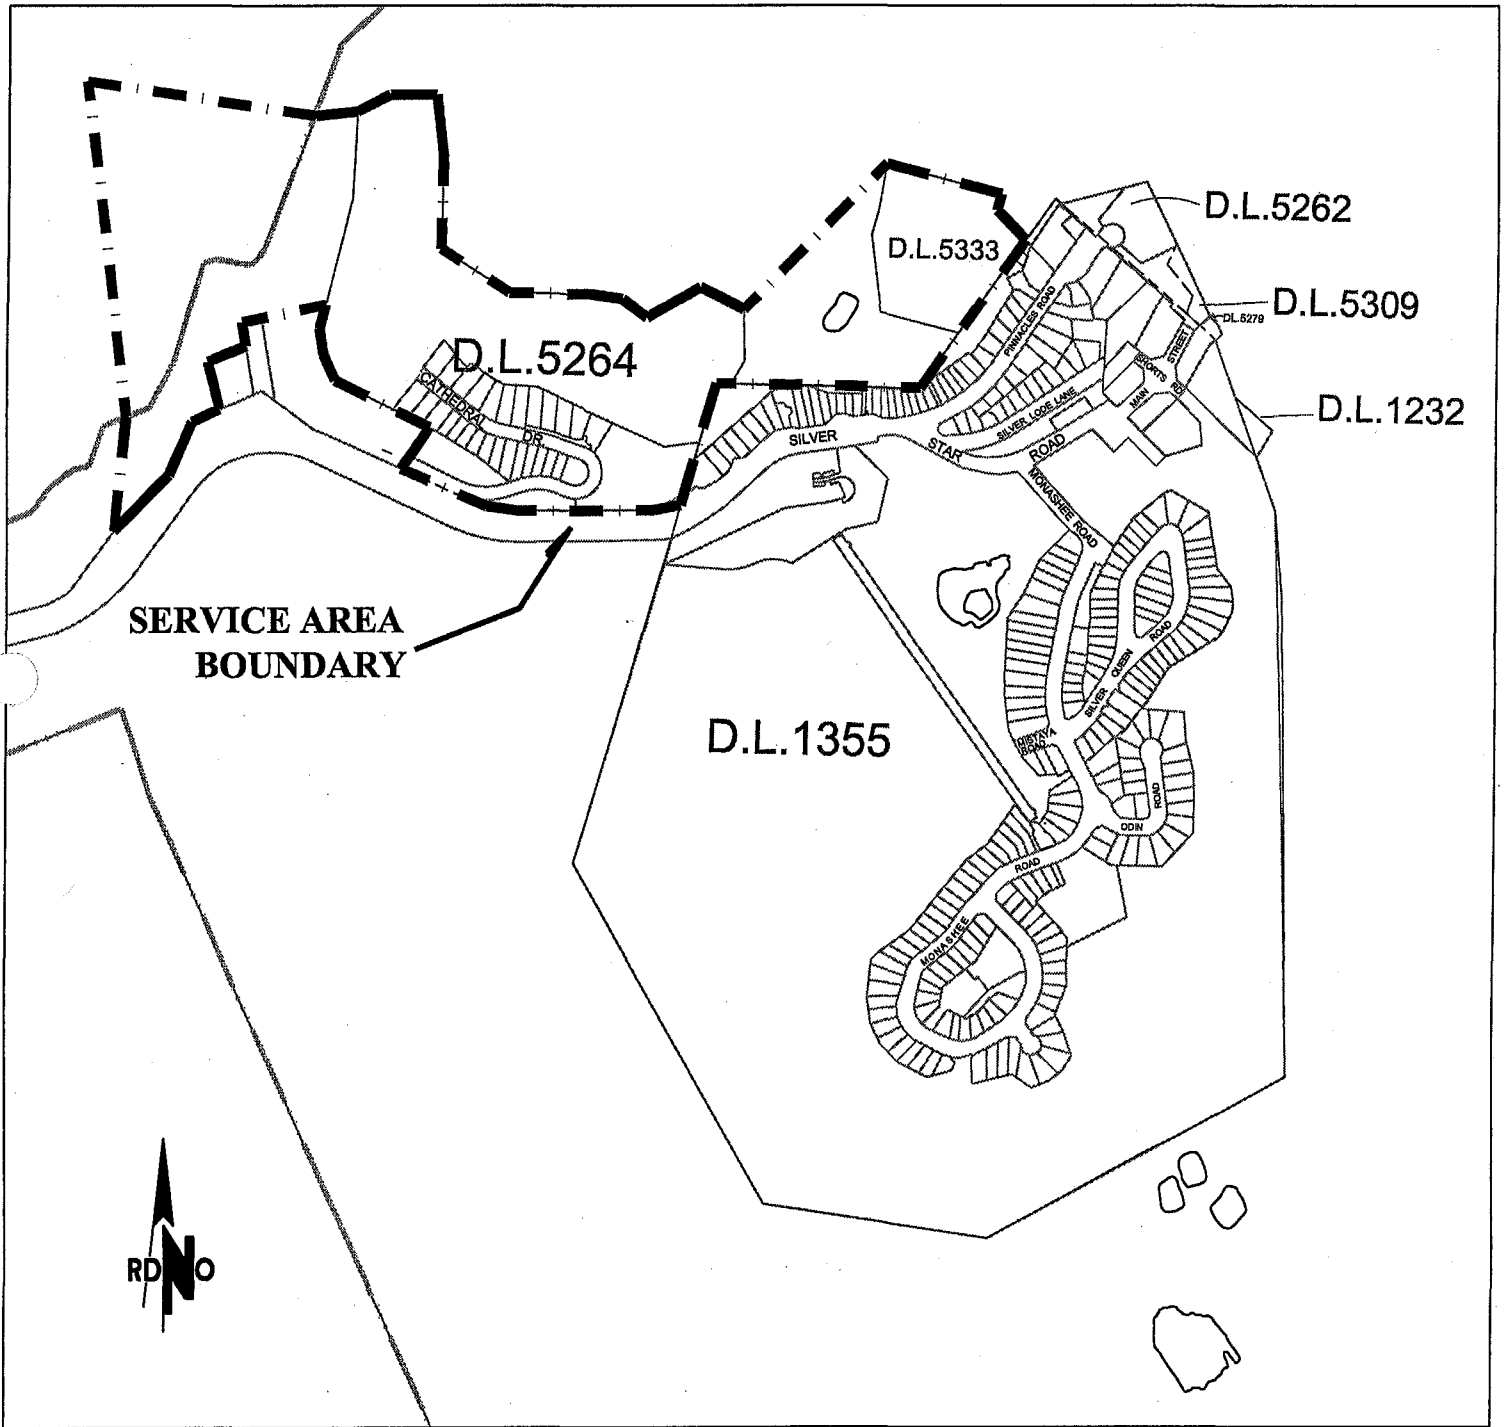 D.L.5262
D.L.5333
D.L.5309
D.L.5279
PINNACLES ROAD
STREET
MAIN
SPORTS RD
D.L.5264
CATHEDRAL
DR.
SILVER LODE LANE
D.L.1232
SILVER
STAR
ROAD
MONASHEE ROAD
SERVICE AREA
BOUNDARY
SILVER QUEEN ROAD
D.L.1355
MISTAYA
ROAD
ODIN
ROAD
ROAD
MONASHEE
RDNO